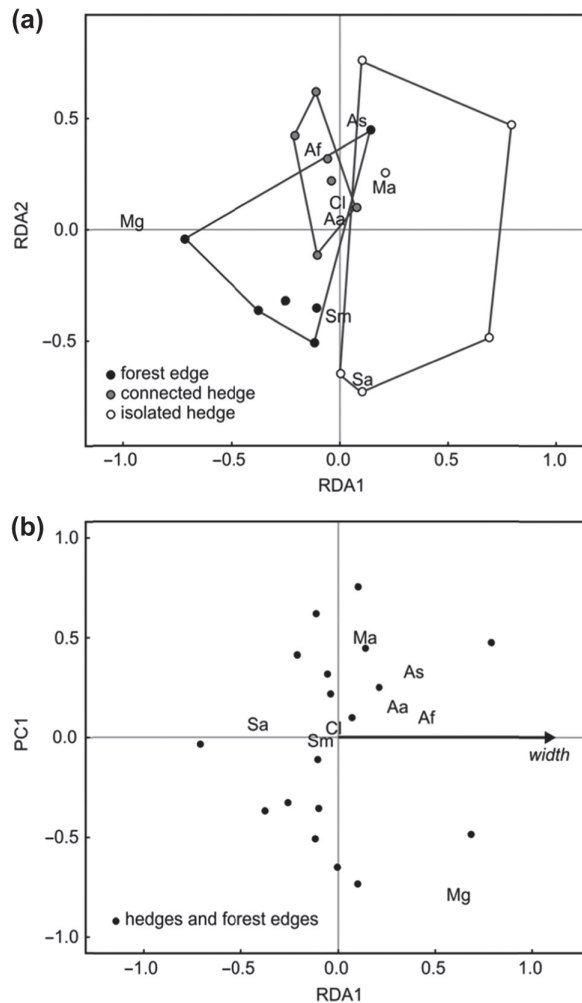 (a)
0.5
As
Af
Ma
Cl
Mg
Aa
RDA2
0.0
Sm
−0.5
forest edge
connected hedge
Sa
isolated hedge
−1.0 −0.5 0.0 0.5 1.0
RDA1
(b)
1.0
0.5
Ma
As
Aa
Af
PC1
Sa
Cl
0.0
Sm
width
−0.5
Mg
hedges and forest edges
−1.0
−1.0 −0.5 0.0 0.5 1.0
RDA1